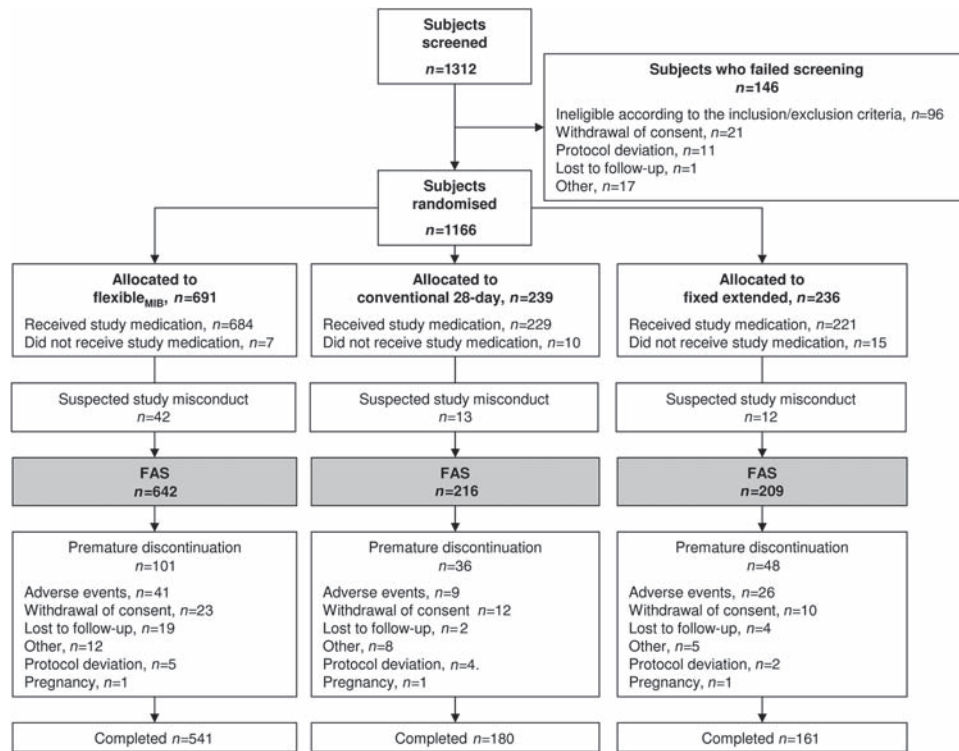 Subjects
screened
n=1312
Subjects who failed screening
n=146
Ineligible according to the inclusion/exclusion criteria, n=96
Withdrawal of consent, n=21
Protocol deviation, n=11
Lost to follow-up, n=1
Other, n=17
Subjects
randomised
n=1166
Allocated to
flexibleMIB, n=691
Received study medication, n=684
Did not receive study medication, n=7
Allocated to
conventional 28-day, n=239
Received study medication, n=229
Did not receive study medication, n=10
Allocated to
fixed extended, n=236
Received study medication, n=221
Did not receive study medication, n=15
Suspected study misconduct
n=42
Suspected study misconduct
n=13
Suspected study misconduct
n=12
FAS
n=642
FAS
n=216
FAS
n=209
Premature discontinuation
n=101
Adverse events, n=41
Withdrawal of consent, n=23
Lost to follow-up, n=19
Other, n=12
Protocol deviation, n=5
Pregnancy, n=1
Premature discontinuation
n=36
Adverse events, n=9
Withdrawal of consent n=12
Lost to follow-up, n=2
Other, n=8
Protocol deviation, n=4.
Pregnancy, n=1
Premature discontinuation
n=48
Adverse events, n=26
Withdrawal of consent, n=10
Lost to follow-up, n=4
Other, n=5
Protocol deviation, n=2
Pregnancy, n=1
Completed n=541
Completed n=180
Completed n=161